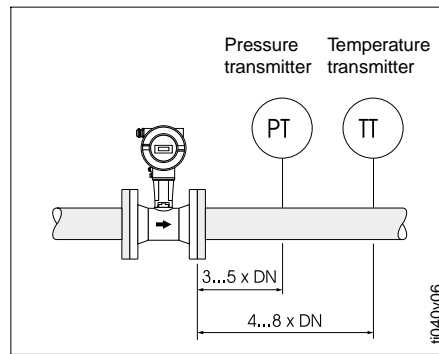 Pressure transmitter
Temperature transmitter
PT
TT
3...5 x DN
4...8 x DN
ti040y06